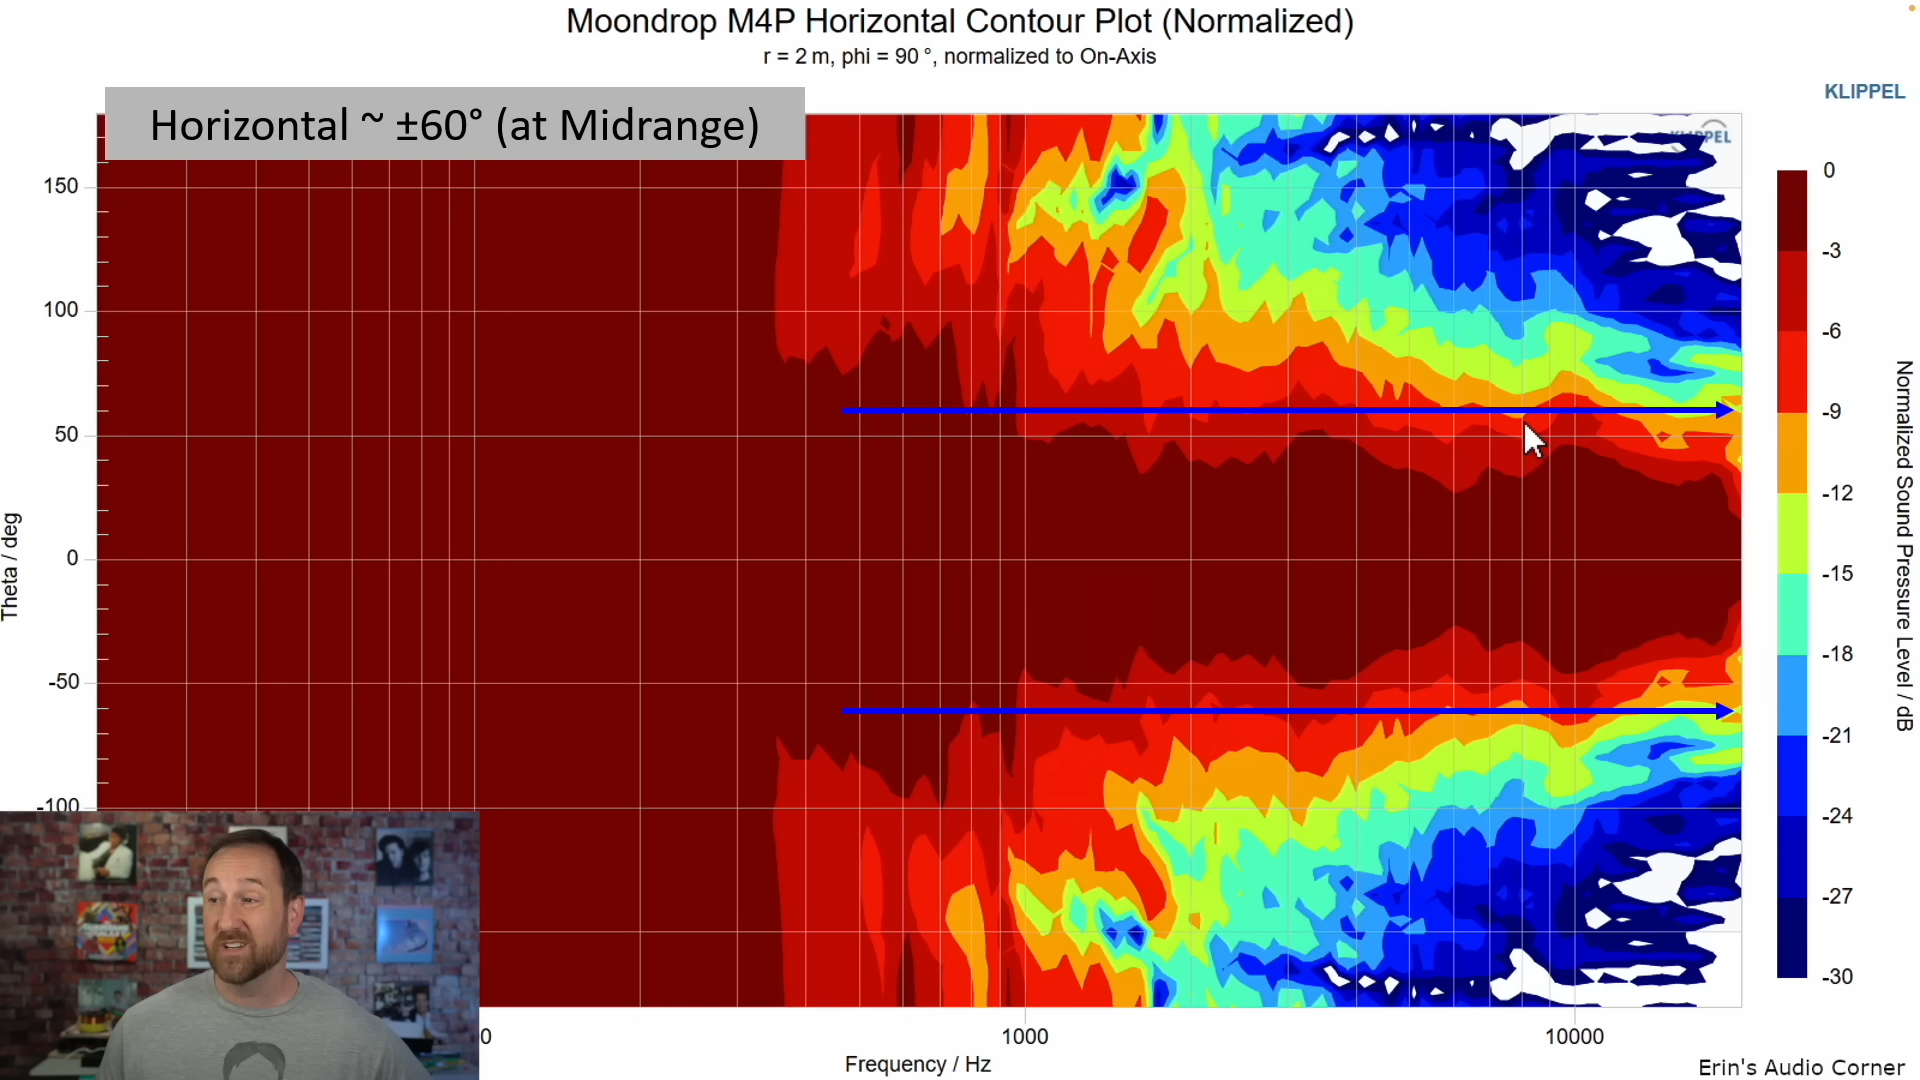 Moondrop M4P Horizontal Contour Plot (Normalized)
r = 2 m, phi = 90 °, normalized to On-Axis
KLIPPEL
Horizontal ~ ±60° (at Midrange)
150
100
50
0
-50
-100
Theta / deg
0
-3
-6
-9
-12
-15
-18
-21
-24
-27
-30
Normalized Sound Pressure Level / dB
0
1000
10000
Frequency / Hz
Erin's Audio Corner